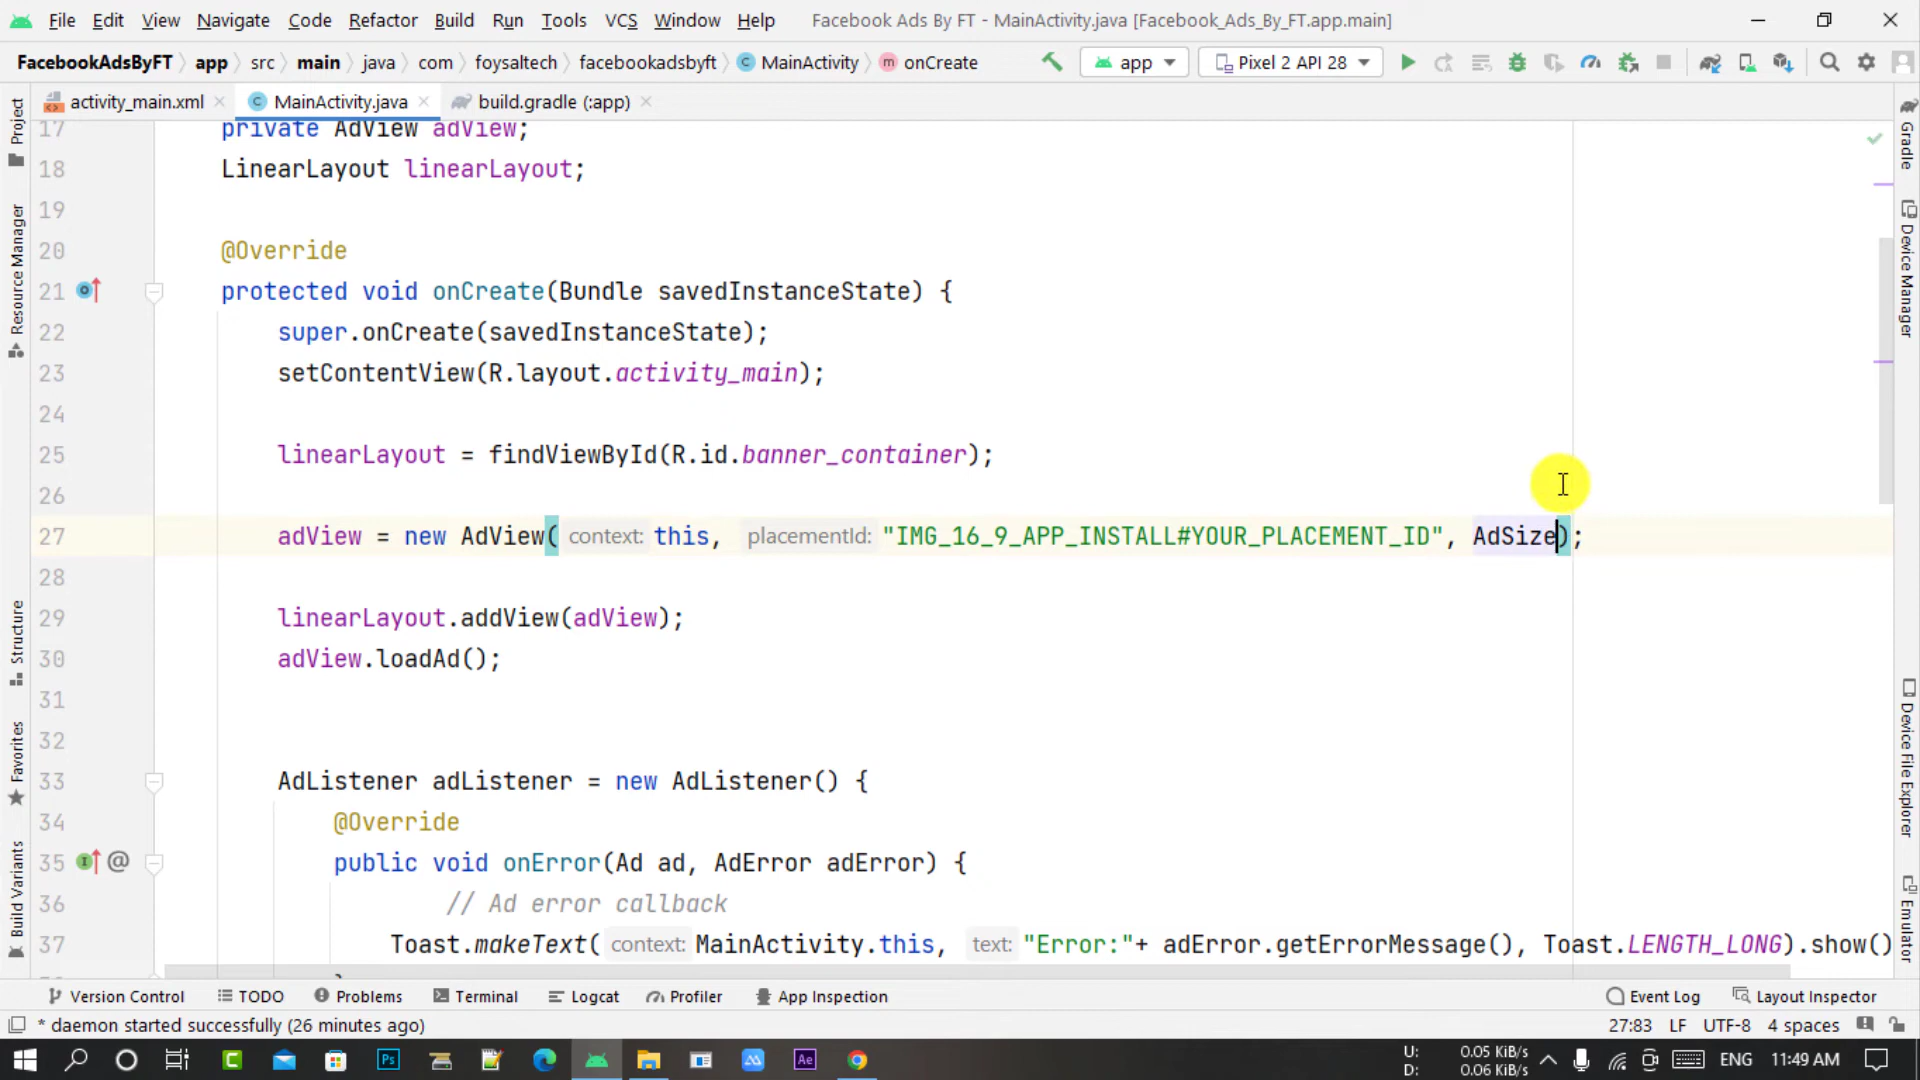 File Edit View Navigate Code Refactor Build Run Tools VCS Window Help Facebook Ads By FT - MainActivity.java [Facebook_Ads_By_FT.app.main]
FacebookAdsByFT app src main java com foysaltech facebookadsbyft MainActivity onCreate app Pixel 2 API 28
activity_main.xml MainActivity.java build.gradle (:app)
17 private AdView adView;
18 LinearLayout linearLayout;
19
20 @Override
21 protected void onCreate(Bundle savedInstanceState) {
22 super.onCreate(savedInstanceState);
23 setContentView(R.layout.activity_main);
24
25 linearLayout = findViewById(R.id.banner_container);
26
27 adView = new AdView( context: this, placementId: "IMG_16_9_APP_INSTALL#YOUR_PLACEMENT_ID", AdSize);
28
29 linearLayout.addView(adView);
30 adView.loadAd();
31
32
33 AdListener adListener = new AdListener() {
34 @Override
35 @ public void onError(Ad ad, AdError adError) {
36 // Ad error callback
37 Toast.makeText( context: MainActivity.this, text: "Error:"+ adError.getErrorMessage(), Toast.LENGTH_LONG).show()
Project
Resource Manager
Structure
Favorites
Build Variants
Gradle
Device Manager
Device File Explorer
Emulator
Version Control TODO Problems Terminal Logcat Profiler App Inspection Event Log Layout Inspector
* daemon started successfully (26 minutes ago) 27:83 LF UTF-8 4 spaces
U: 0.05 KiB/s
D: 0.06 KiB/s
ENG 11:49 AM
Ps
Ae